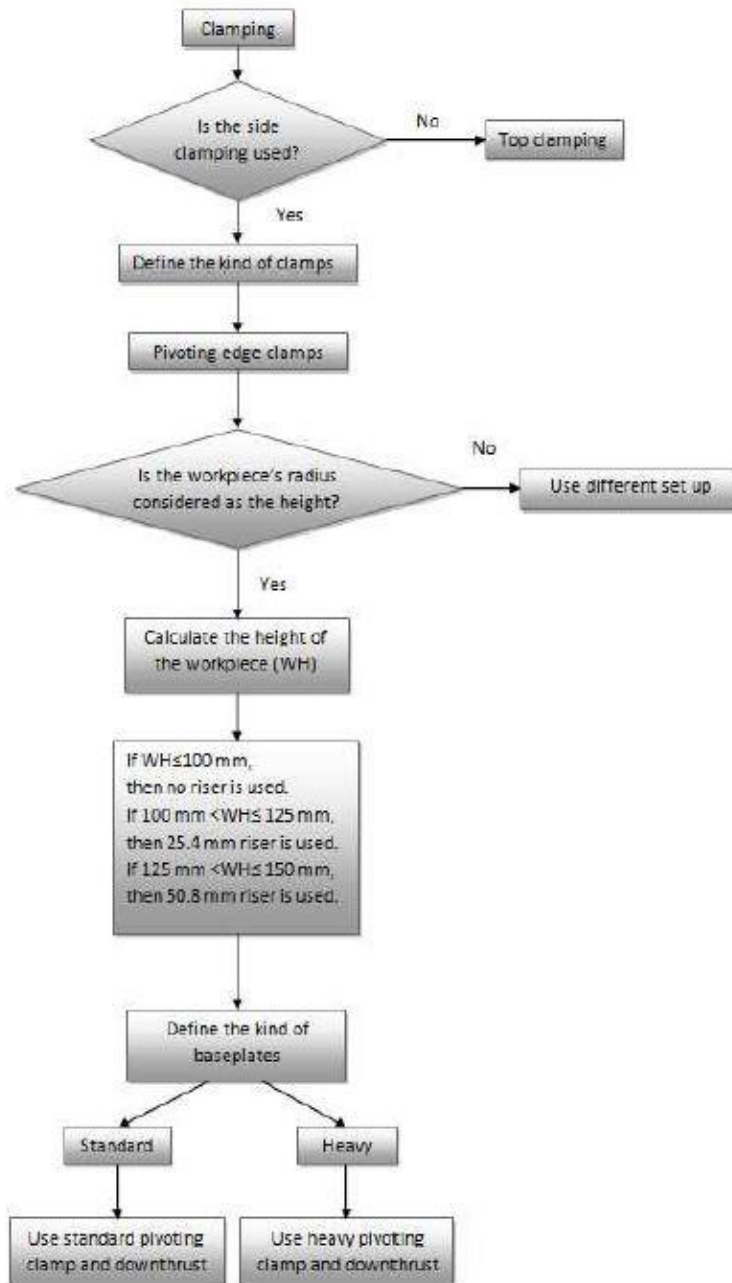 Clamping
Is the side
clamping used?
No
Top clamping
Yes
Define the kind of clamps
Pivoting edge clamps
Is the workpiece's radius
considered as the height?
No
Use different set up
Yes
Calculate the height of
the workpiece (WH)
If WH≤100 mm,
then no riser is used.
If 100 mm <WH≤ 125 mm,
then 25.4 mm riser is used.
If 125 mm <WH≤ 150 mm,
then 50.8 mm riser is used.
Define the kind of
baseplates
Standard
Heavy
Use standard pivoting
clamp and downthrust
Use heavy pivoting
clamp and downthrust